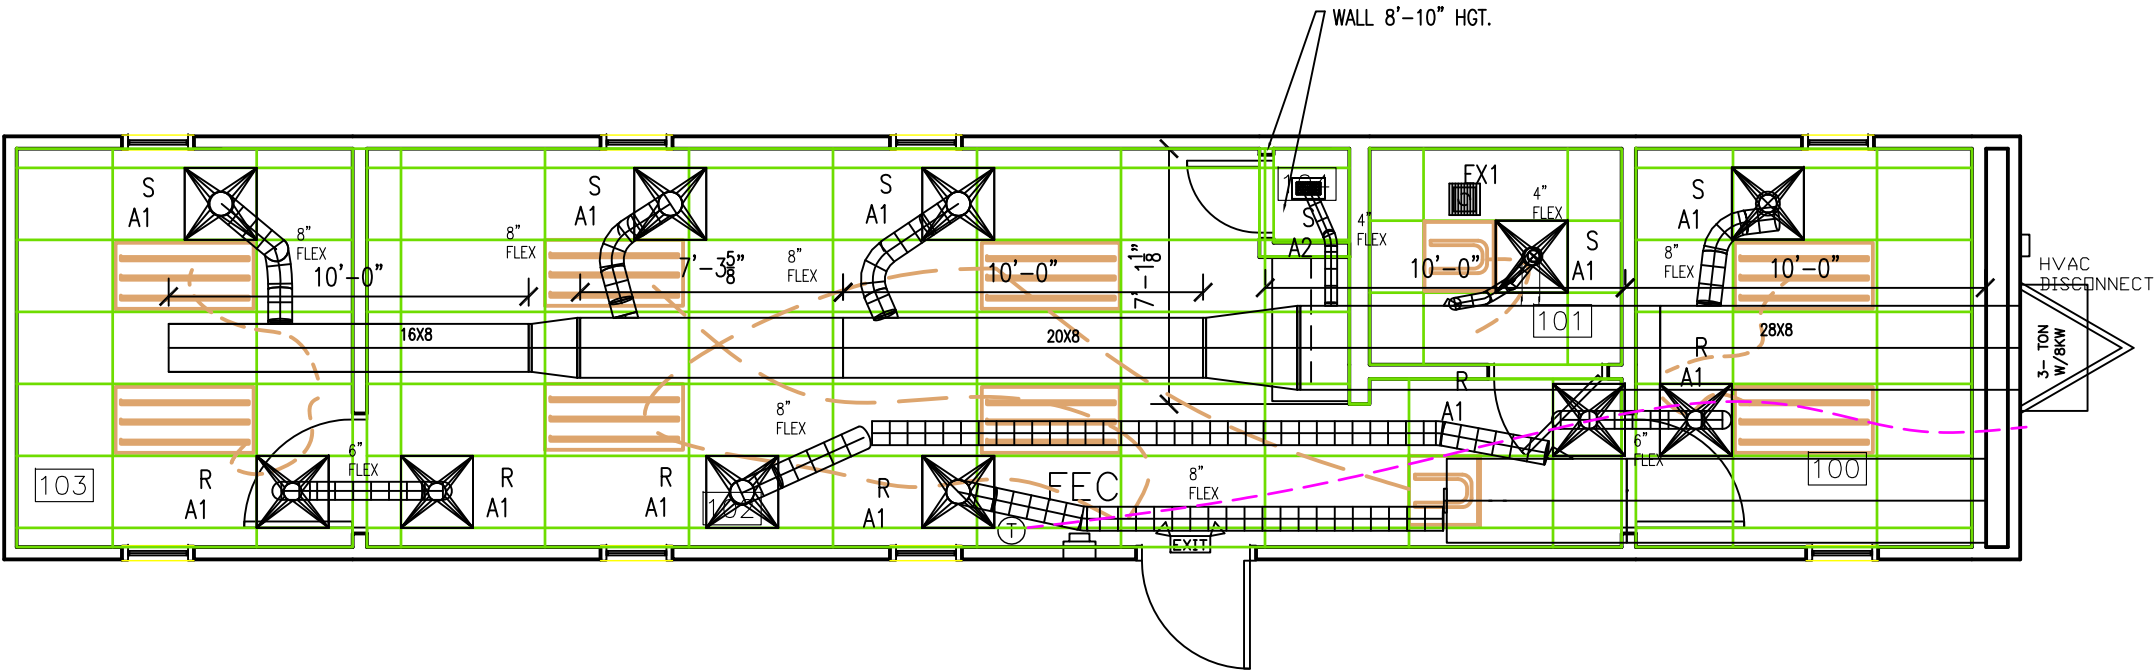 WALL 8'-10" HGT.
S
A1
8"
FLEX
10'-0"
S
A1
8"
FLEX
7'-3 5/8"
S
A1
8"
FLEX
10'-0"
7'-1 1/8"
S
A2
4"
FLEX
EX1
4"
FLEX
S
A1
10'-0"
101
S
A1
8"
FLEX
10'-0"
HVAC
DISCONNECT
3- TON
W/8KW
16X8
20X8
28X8
R
A1
R
A1
8"
FLEX
6"
FLEX
6"
FLEX
103
R
A1
R
A1
R
A1
102
R
A1
FEC
8"
FLEX
100
T
EXIT